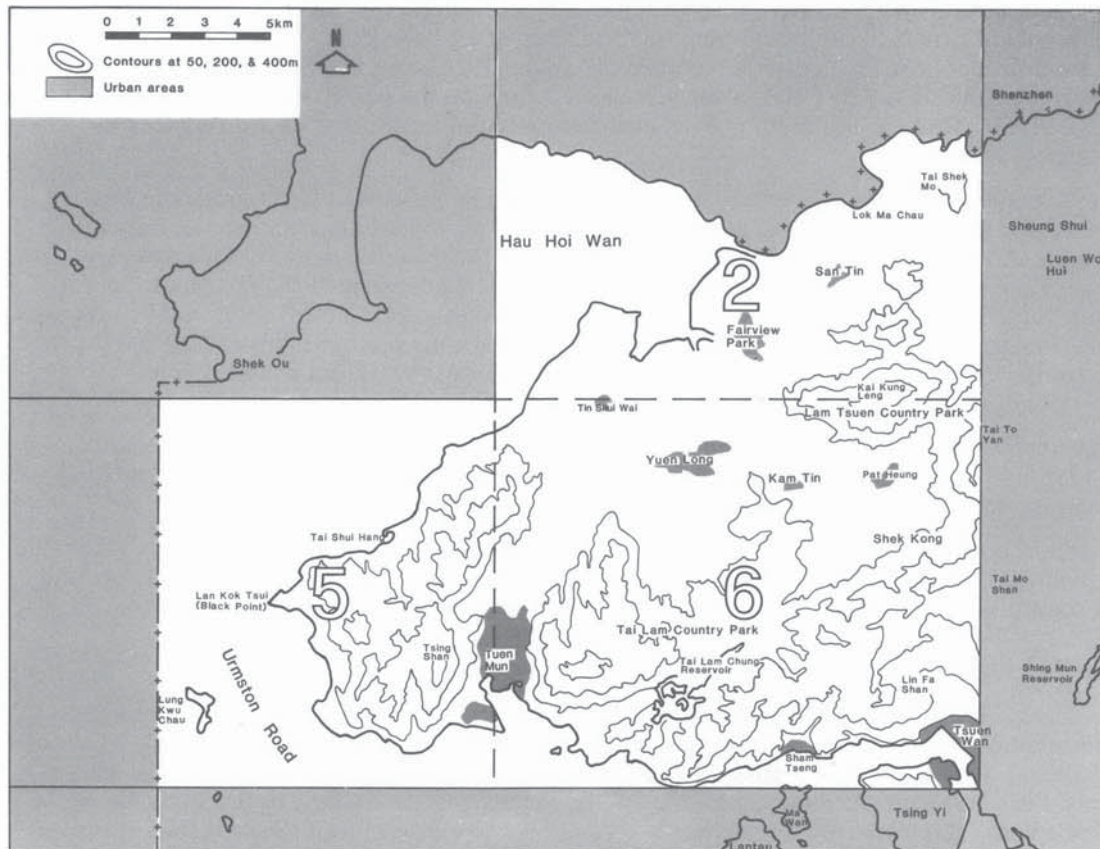 0 1 2 3 4 5km
Contours at 50, 200, & 400m
Urban areas
N
Shenzhen
Tai Shek
Mo
Lok Ma Chau
Sheung Shui
Luen Wo
Hui
Hau Hoi Wan
San Tin
2
Fairview
Park
Shek Ou
Kai Kung
Leng
Tin Shui Wai
Lam Tsuen Country Park
Tai To
Yan
Yuen Long
Kam Tin
Pat Heung
Tai Shui Hang
Shek Kong
5
6
Lan Kok Tsui
(Black Point)
Tai Mo
Shan
Tai Lam Country Park
Tsing
Shan
Tuen
Mun
Tai Lam Chung
Reservoir
Shing Mun
Reservoir
Lin Fa
Shan
Urmston Road
Lung
Kwu
Chau
Tsuen
Wan
Sham
Tseng
Ma
Wan
Tsing Yi
Lantau